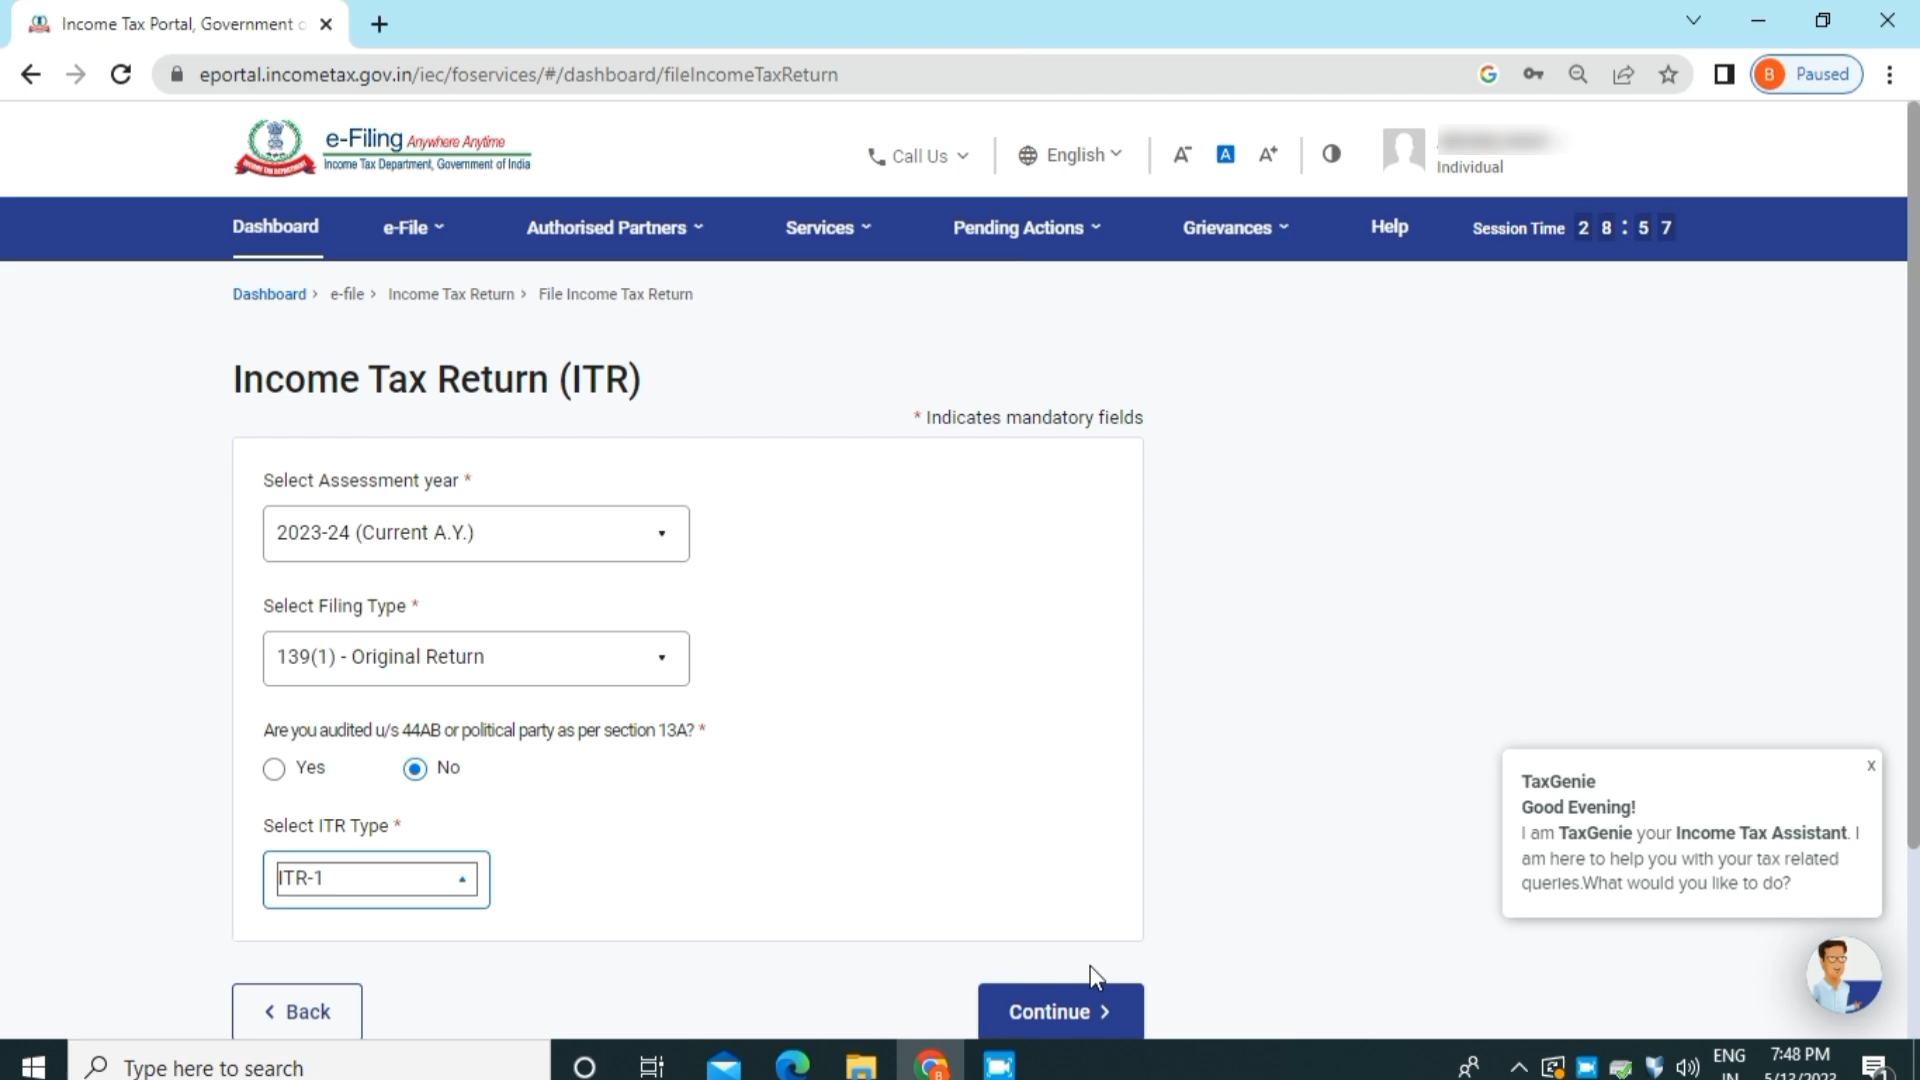 Income Tax Portal, Government o
eportal.incometax.gov.in/iec/foservices/#/dashboard/fileIncomeTaxReturn
B Paused
e-Filing Anywhere Anytime
Income Tax Department, Government of India
Call Us
English
A- A A+
Individual
Dashboard e-File Authorised Partners Services Pending Actions Grievances Help Session Time 2 8 : 5 7
Dashboard > e-file > Income Tax Return > File Income Tax Return
Income Tax Return (ITR)
* Indicates mandatory fields
Select Assessment year *
2023-24 (Current A.Y.)
Select Filing Type *
139(1) - Original Return
Are you audited u/s 44AB or political party as per section 13A? *
Yes No
Select ITR Type *
ITR-1
< Back
Continue >
x
TaxGenie
Good Evening!
I am TaxGenie your Income Tax Assistant. I
am here to help you with your tax related
queries.What would you like to do?
Type here to search
ENG
IN
7:48 PM
5/13/2023